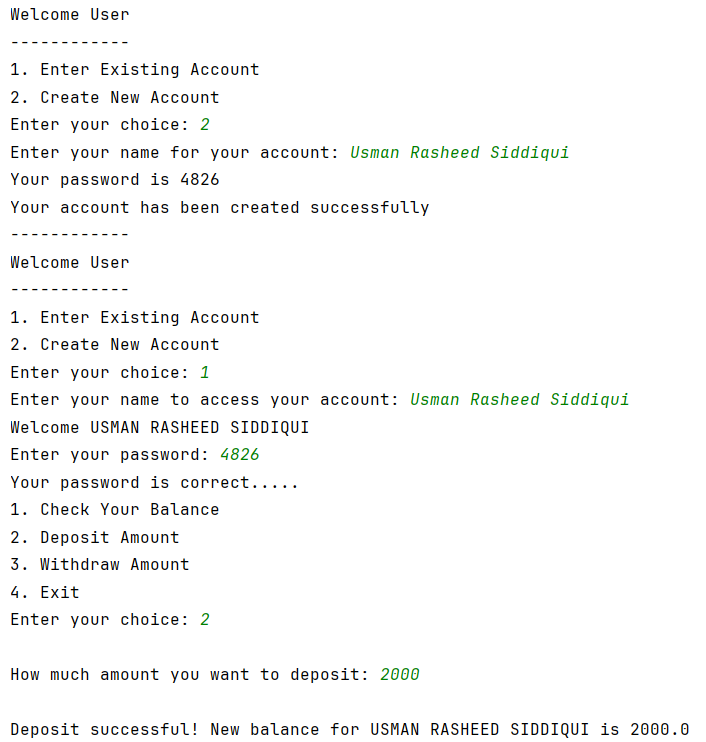 Welcome User
------------
1. Enter Existing Account
2. Create New Account
Enter your choice: 2
Enter your name for your account: Usman Rasheed Siddiqui
Your password is 4826
Your account has been created successfully
------------
Welcome User
------------
1. Enter Existing Account
2. Create New Account
Enter your choice: 1
Enter your name to access your account: Usman Rasheed Siddiqui
Welcome USMAN RASHEED SIDDIQUI
Enter your password: 4826
Your password is correct.....
1. Check Your Balance
2. Deposit Amount
3. Withdraw Amount
4. Exit
Enter your choice: 2
How much amount you want to deposit: 2000
Deposit successful! New balance for USMAN RASHEED SIDDIQUI is 2000.0